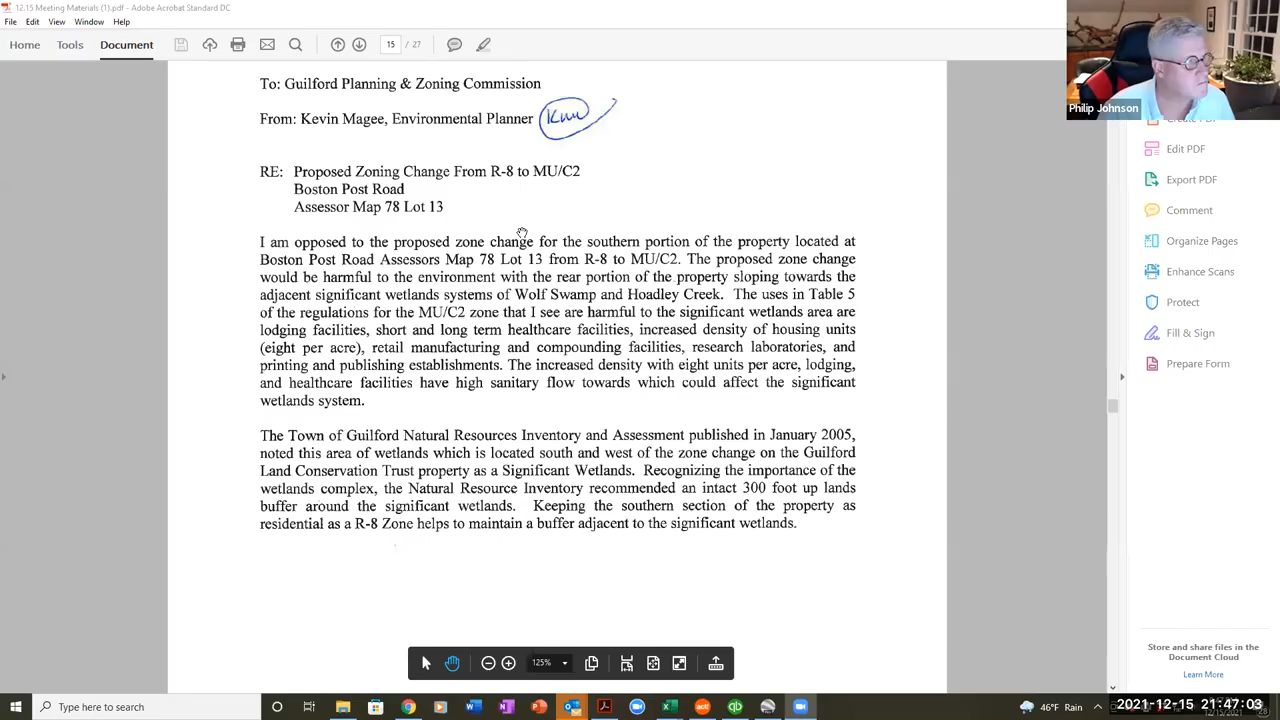 12.15 Meeting Materials (1).pdf - Adobe Acrobat Standard DC
File Edit View Window Help
Home Tools Document
15 / 27
To: Guilford Planning & Zoning Commission
From: Kevin Magee, Environmental Planner
RE: Proposed Zoning Change From R-8 to MU/C2
Boston Post Road
Assessor Map 78 Lot 13
I am opposed to the proposed zone change for the southern portion of the property located at
Boston Post Road Assessors Map 78 Lot 13 from R-8 to MU/C2. The proposed zone change
would be harmful to the environment with the rear portion of the property sloping towards the
adjacent significant wetlands systems of Wolf Swamp and Hoadley Creek. The uses in Table 5
of the regulations for the MU/C2 zone that I see are harmful to the significant wetlands area are
lodging facilities, short and long term healthcare facilities, increased density of housing units
(eight per acre), retail manufacturing and compounding facilities, research laboratories, and
printing and publishing establishments. The increased density with eight units per acre, lodging,
and healthcare facilities have high sanitary flow towards which could affect the significant
wetlands system.
The Town of Guilford Natural Resources Inventory and Assessment published in January 2005,
noted this area of wetlands which is located south and west of the zone change on the Guilford
Land Conservation Trust property as a Significant Wetlands. Recognizing the importance of the
wetlands complex, the Natural Resource Inventory recommended an intact 300 foot up lands
buffer around the significant wetlands. Keeping the southern section of the property as
residential as a R-8 Zone helps to maintain a buffer adjacent to the significant wetlands.
125%
Philip Johnson
Edit PDF
Export PDF
Comment
Organize Pages
Enhance Scans
Protect
Fill & Sign
Prepare Form
Store and share files in the
Document Cloud
Learn More
Type here to search
46°F Rain
2021-12-15 21:47:03